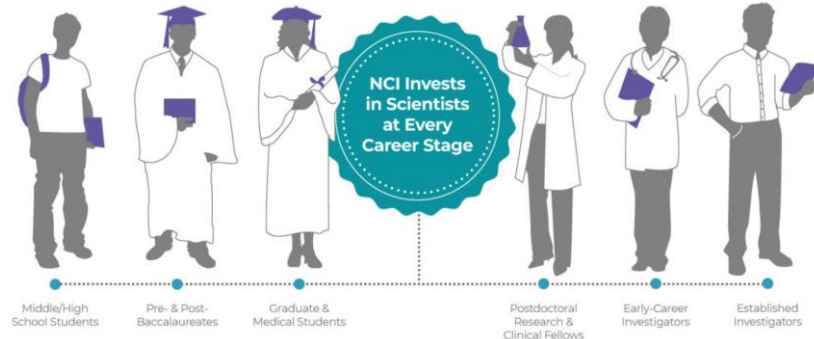 NCI Invests
in Scientists
at Every
Career Stage
Middle/High
School Students
Pre- & Post-
Baccalaureates
Graduate &
Medical Students
Postdoctoral
Research &
Clinical Fellows
Early-Career
Investigators
Established
Investigators